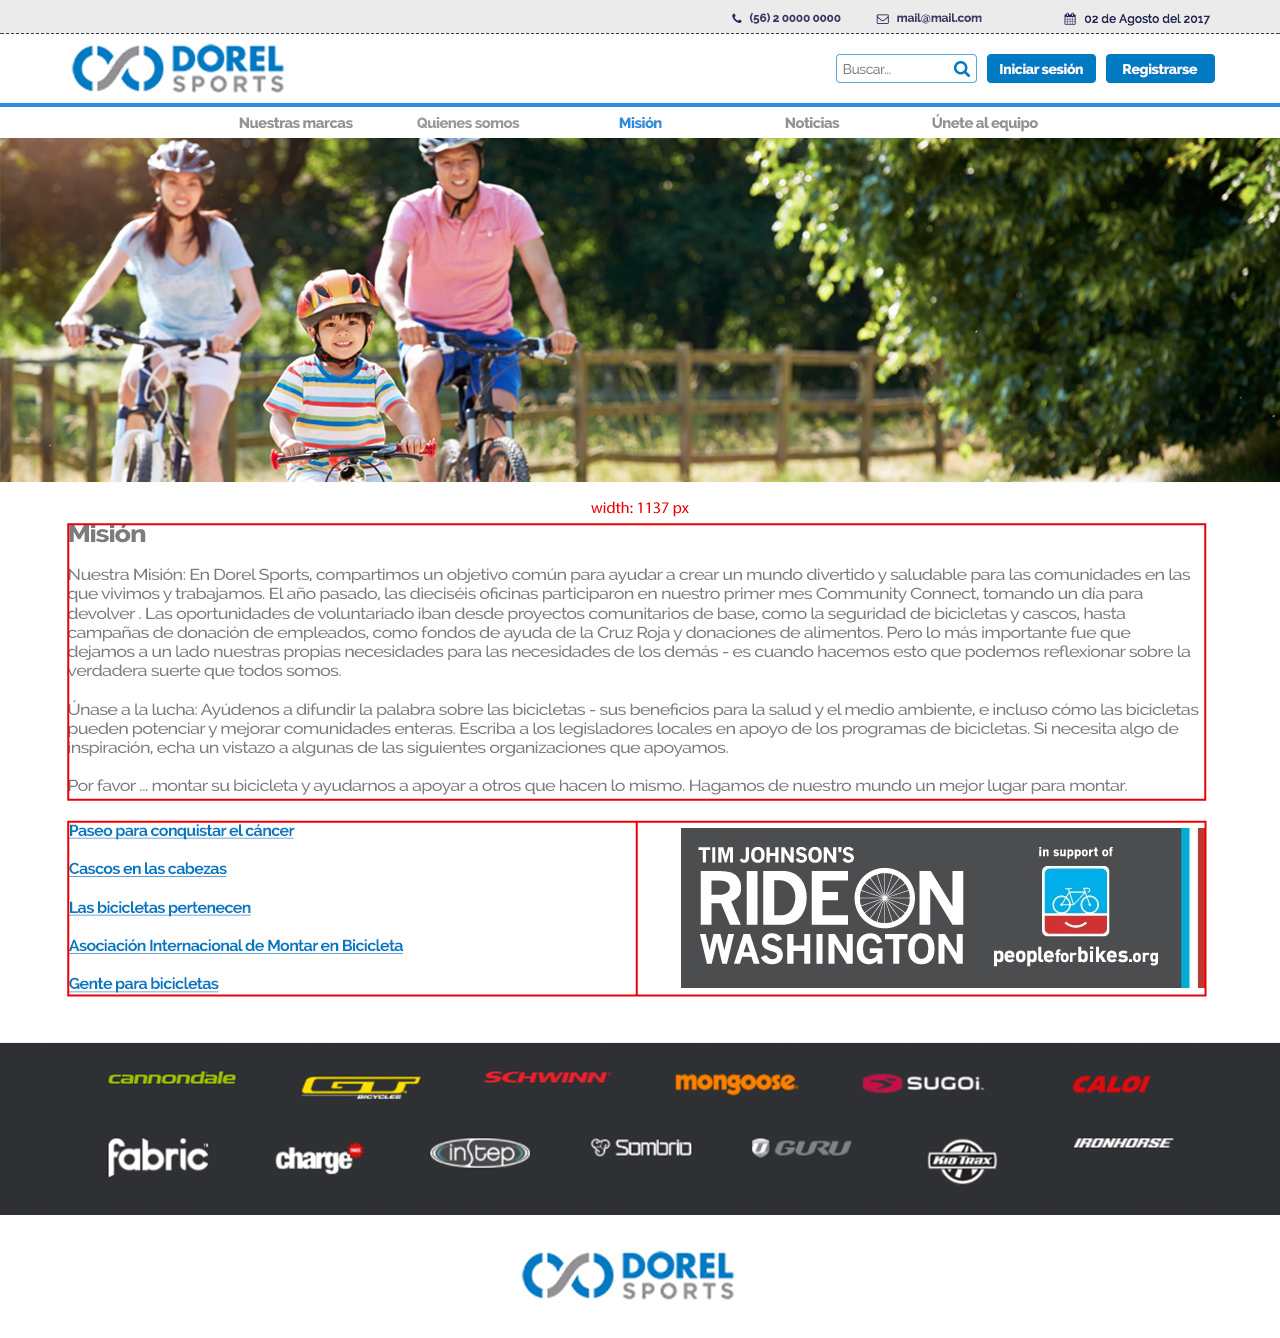 (56) 2 0000 0000 mail@mail.com 02 de Agosto del 2017
DOREL
SPORTS
Buscar... Iniciar sesión Registrarse
Nuestras marcas Quienes somos Misión Noticias Únete al equipo
width: 1137 px
Misión
Nuestra Misión: En Dorel Sports, compartimos un objetivo común para ayudar a crear un mundo divertido y saludable para las comunidades en las
que vivimos y trabajamos. El año pasado, las dieciséis oficinas participaron en nuestro primer mes Community Connect, tomando un día para
devolver . Las oportunidades de voluntariado iban desde proyectos comunitarios de base, como la seguridad de bicicletas y cascos, hasta
campañas de donación de empleados, como fondos de ayuda de la Cruz Roja y donaciones de alimentos. Pero lo más importante fue que
dejamos a un lado nuestras propias necesidades para las necesidades de los demás - es cuando hacemos esto que podemos reflexionar sobre la
verdadera suerte que todos somos.
Únase a la lucha: Ayúdenos a difundir la palabra sobre las bicicletas - sus beneficios para la salud y el medio ambiente, e incluso cómo las bicicletas
pueden potenciar y mejorar comunidades enteras. Escriba a los legisladores locales en apoyo de los programas de bicicletas. Si necesita algo de
inspiración, echa un vistazo a algunas de las siguientes organizaciones que apoyamos.
Por favor ... montar su bicicleta y ayudarnos a apoyar a otros que hacen lo mismo. Hagamos de nuestro mundo un mejor lugar para montar.
Paseo para conquistar el cáncer
Cascos en las cabezas
Las bicicletas pertenecen
Asociación Internacional de Montar en Bicicleta
Gente para bicicletas
TIM JOHNSON'S
RIDE ON
WASHINGTON
in support of
peopleforbikes.org
cannondale GT BICYCLES SCHWINN mongoose SUGOi CALOI
fabric charge inStep Sombrio GURU KidTrax IRONHORSE
DOREL
SPORTS